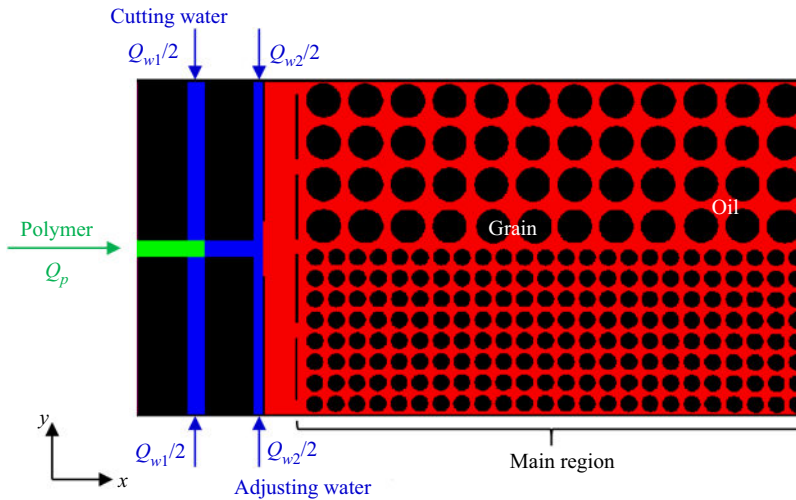 Cutting water
Q_{w1}/2
Q_{w2}/2
Polymer
Q_p
Oil
Grain
y
x
Q_{w1}/2
Q_{w2}/2
Main region
Adjusting water